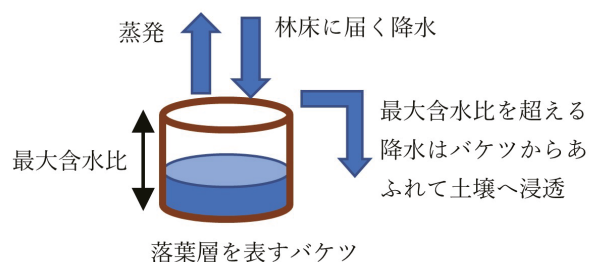 蒸発
林床に届く降水
最大含水比
最大含水比を超える
降水はバケツからあ
ふれて土壌へ浸透
落葉層を表すバケツ